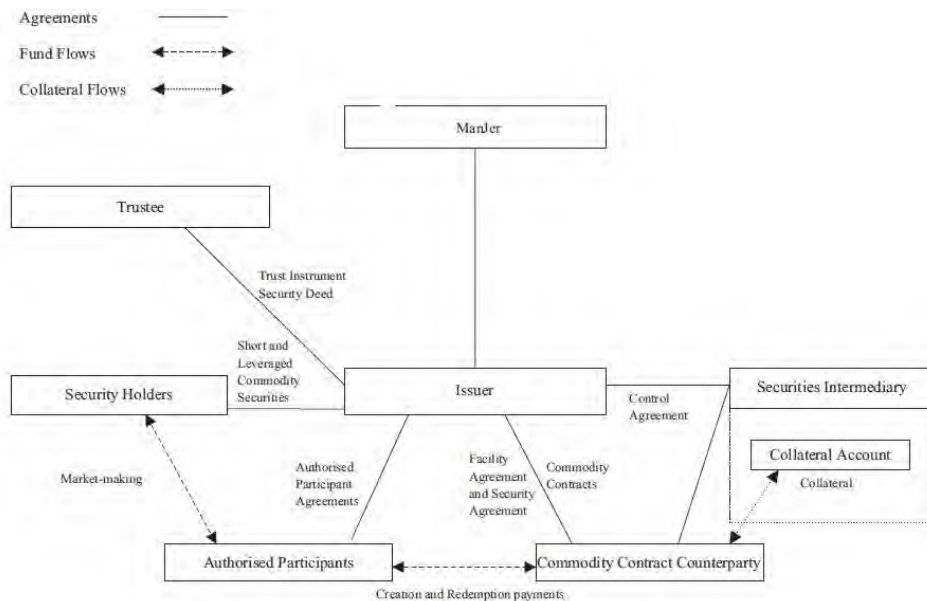 Agreements
Fund Flows
Collateral Flows
ManJer
Trustee
Trust Instrument
Security Deed
Short and
Leveraged
Commodity
Securities
Security Holders
Issuer
Securities Intermediary
Control
Agreement
Collateral Account
Collateral
Market-making
Authorised
Participant
Agreements
Facility
Agreement
and Security
Agreement
Commodity
Contracts
Authorised Participants
Commodity Contract Counterparty
Creation and Redemption payments